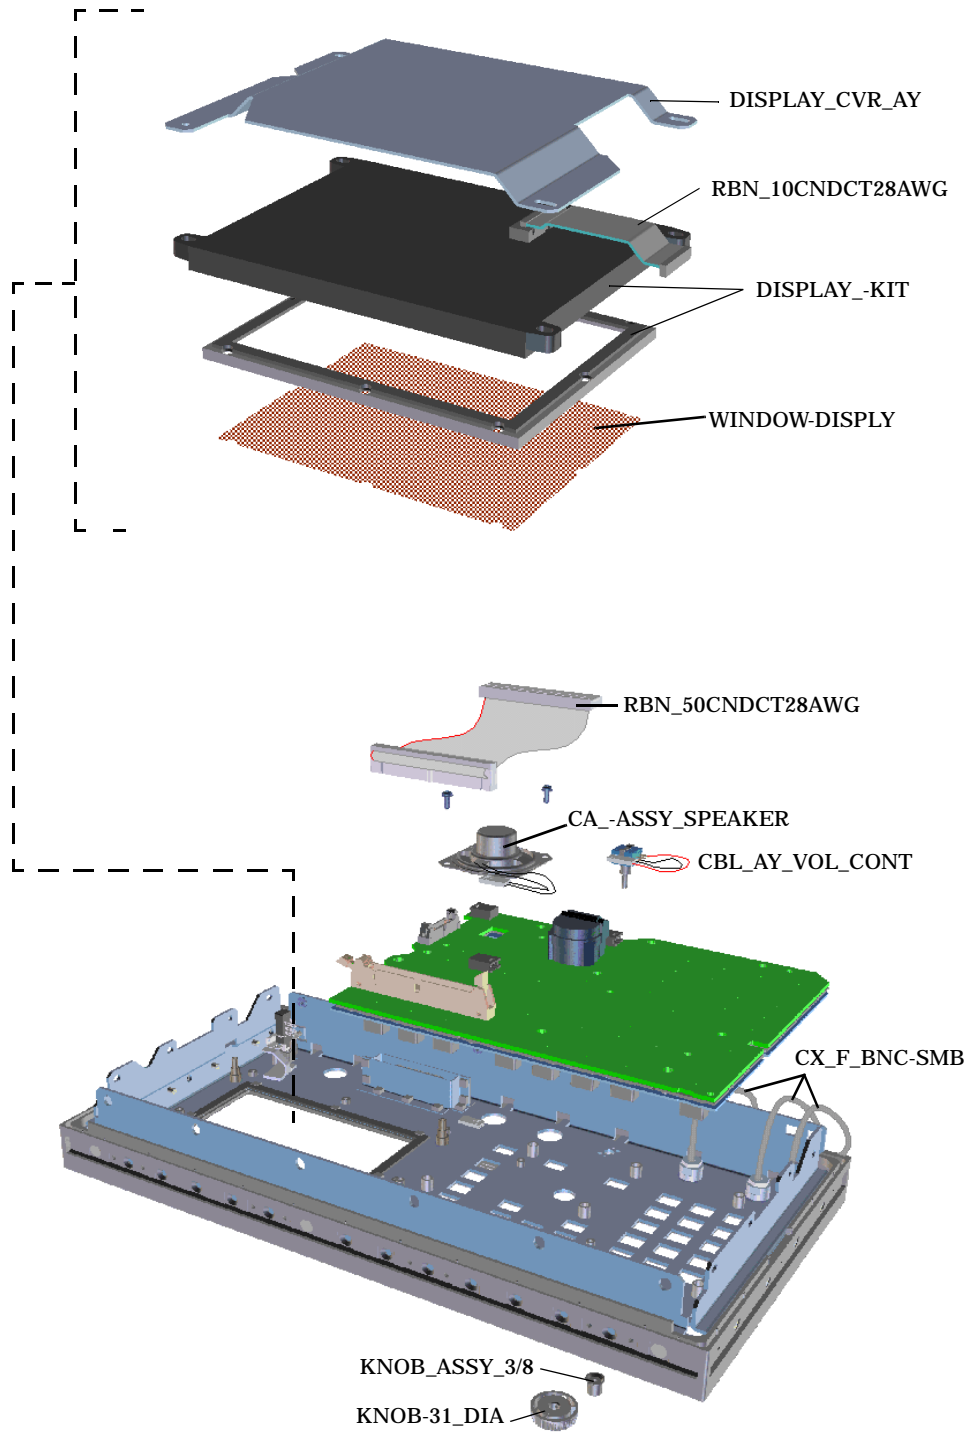 DISPLAY_CVR_AY
RBN_10CNDCT28AWG
DISPLAY_-KIT
WINDOW-DISPLY
RBN_50CNDCT28AWG
CA_-ASSY_SPEAKER
CBL_AY_VOL_CONT
CX_F_BNC-SMB
KNOB_ASSY_3/8
KNOB-31_DIA